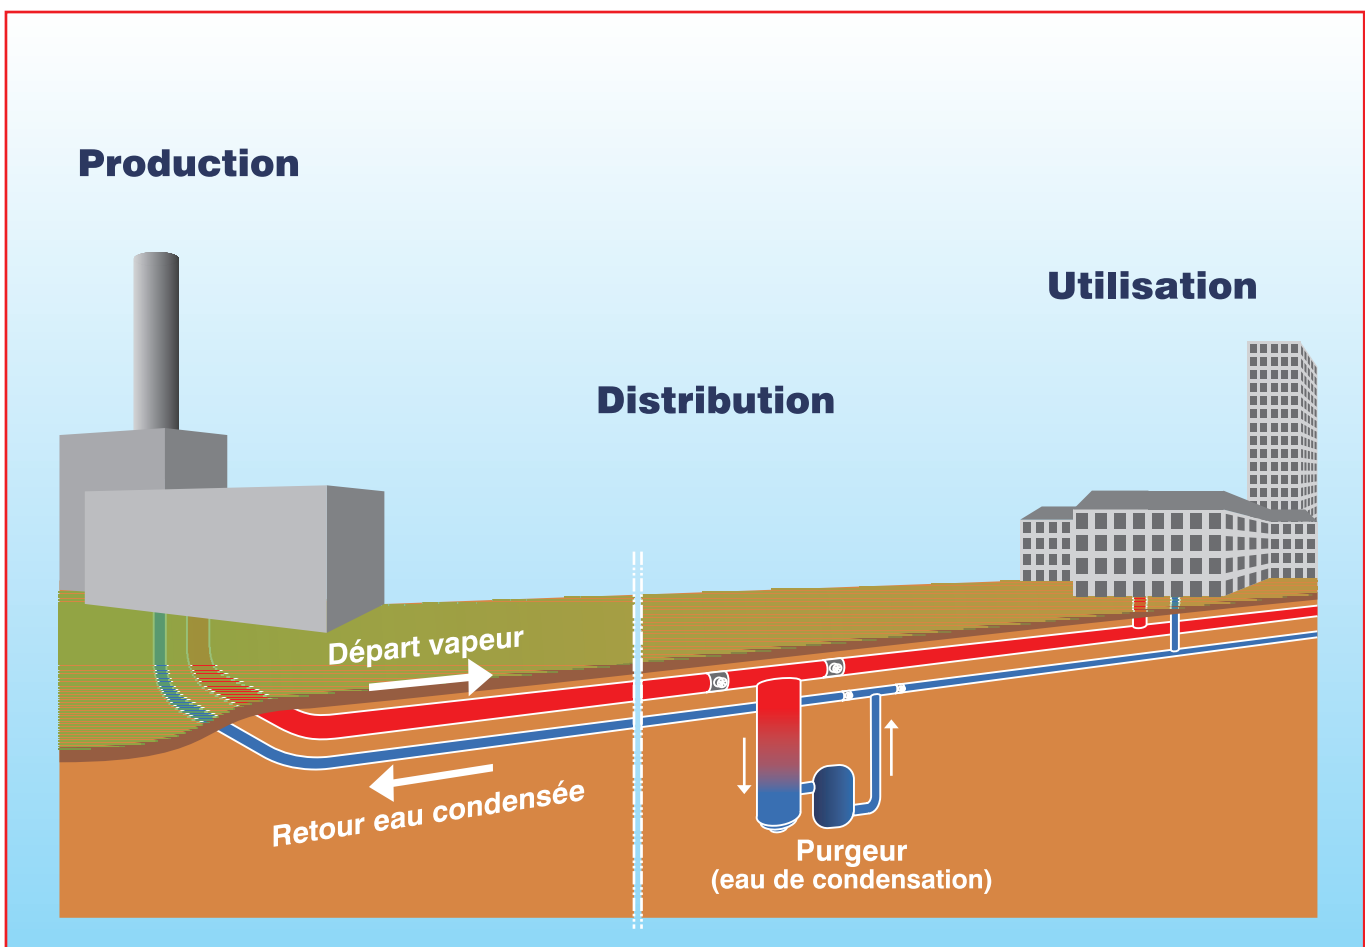 Production
Utilisation
Distribution
Départ vapeur
Retour eau condensée
Purgeur
(eau de condensation)